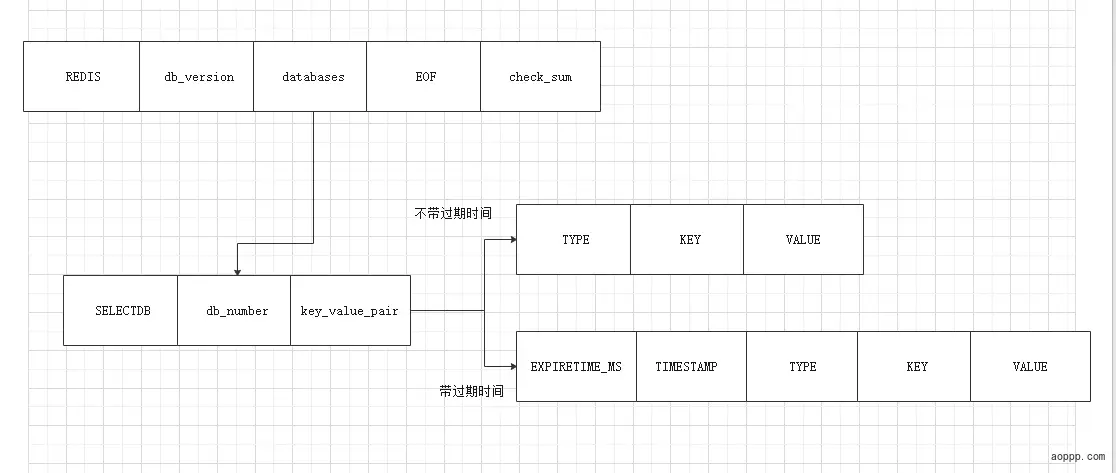 REDIS db_version databases EOF check_sum
不带过期时间
TYPE KEY VALUE
SELECTDB db_number key_value_pair
EXPIRETIME_MS TIMESTAMP TYPE KEY VALUE
带过期时间
aoppp.com